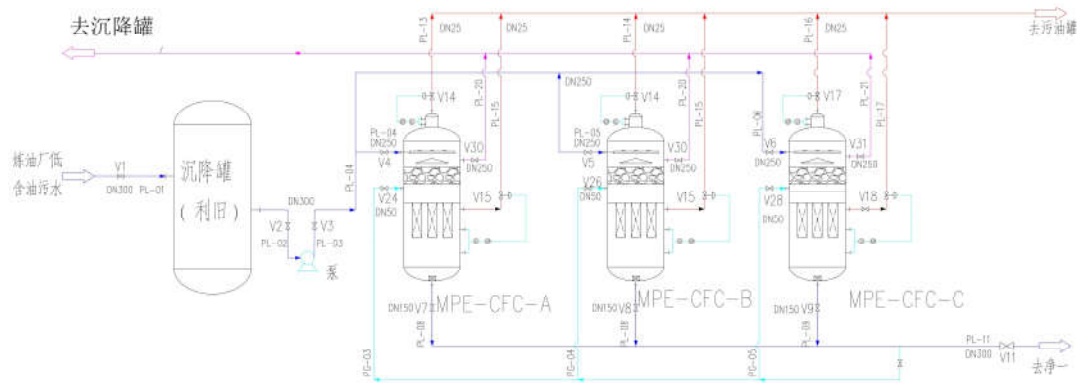 去沉降罐
去污油罐
PL-13
DN25
DN25
PL-14
DN25
PL-16
DN25
PL-20
PL-15
DN250
PL-20
PL-15
PL-06
PL-21
PL-17
V14
V14
V17
PL-04
DN250
V4
V30
DN250
PL-05
DN250
V5
V30
DN250
V6
DN250
V31
DN250
炼油厂低
含油污水
V1
DN300
PL-01
沉降罐
(利旧)
PL-04
DN300
V2
V3
PL-02
PL-03
泵
V24
DN50
V15
V26
DN50
V15
V28
DN50
V18
MPE-CFC-A
MPE-CFC-B
MPE-CFC-C
DN150
V7
DN150
V8
DN150
V9
PL-08
PL-08
PL-09
PG-03
PG-04
PG-05
PL-11
DN300
V11
去净一